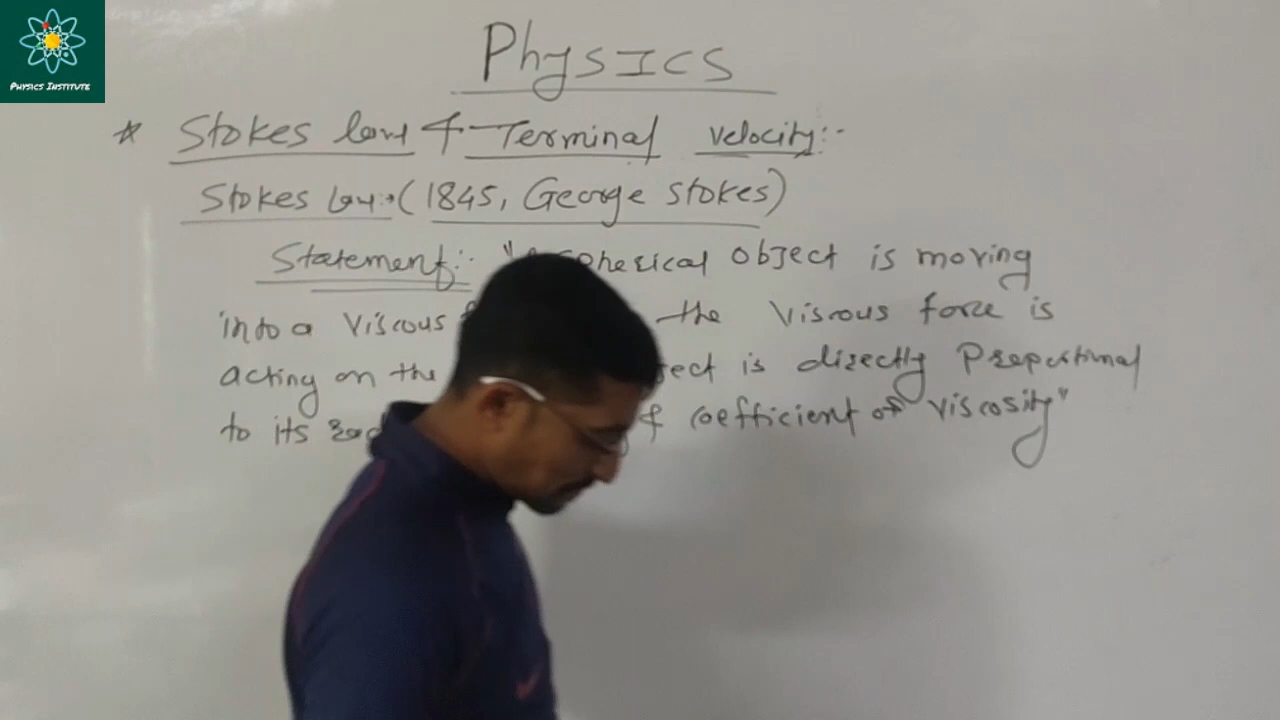 PHYSICS INSTITUTE
Physics
* Stokes law & Terminal velocity:-
Stokes law:- (1845, George Stokes)
Statement:- "A spherical object is moving
into a viscous the viscous force is
acting on the ject is directly Proportional
to its & coefficient of viscosity"